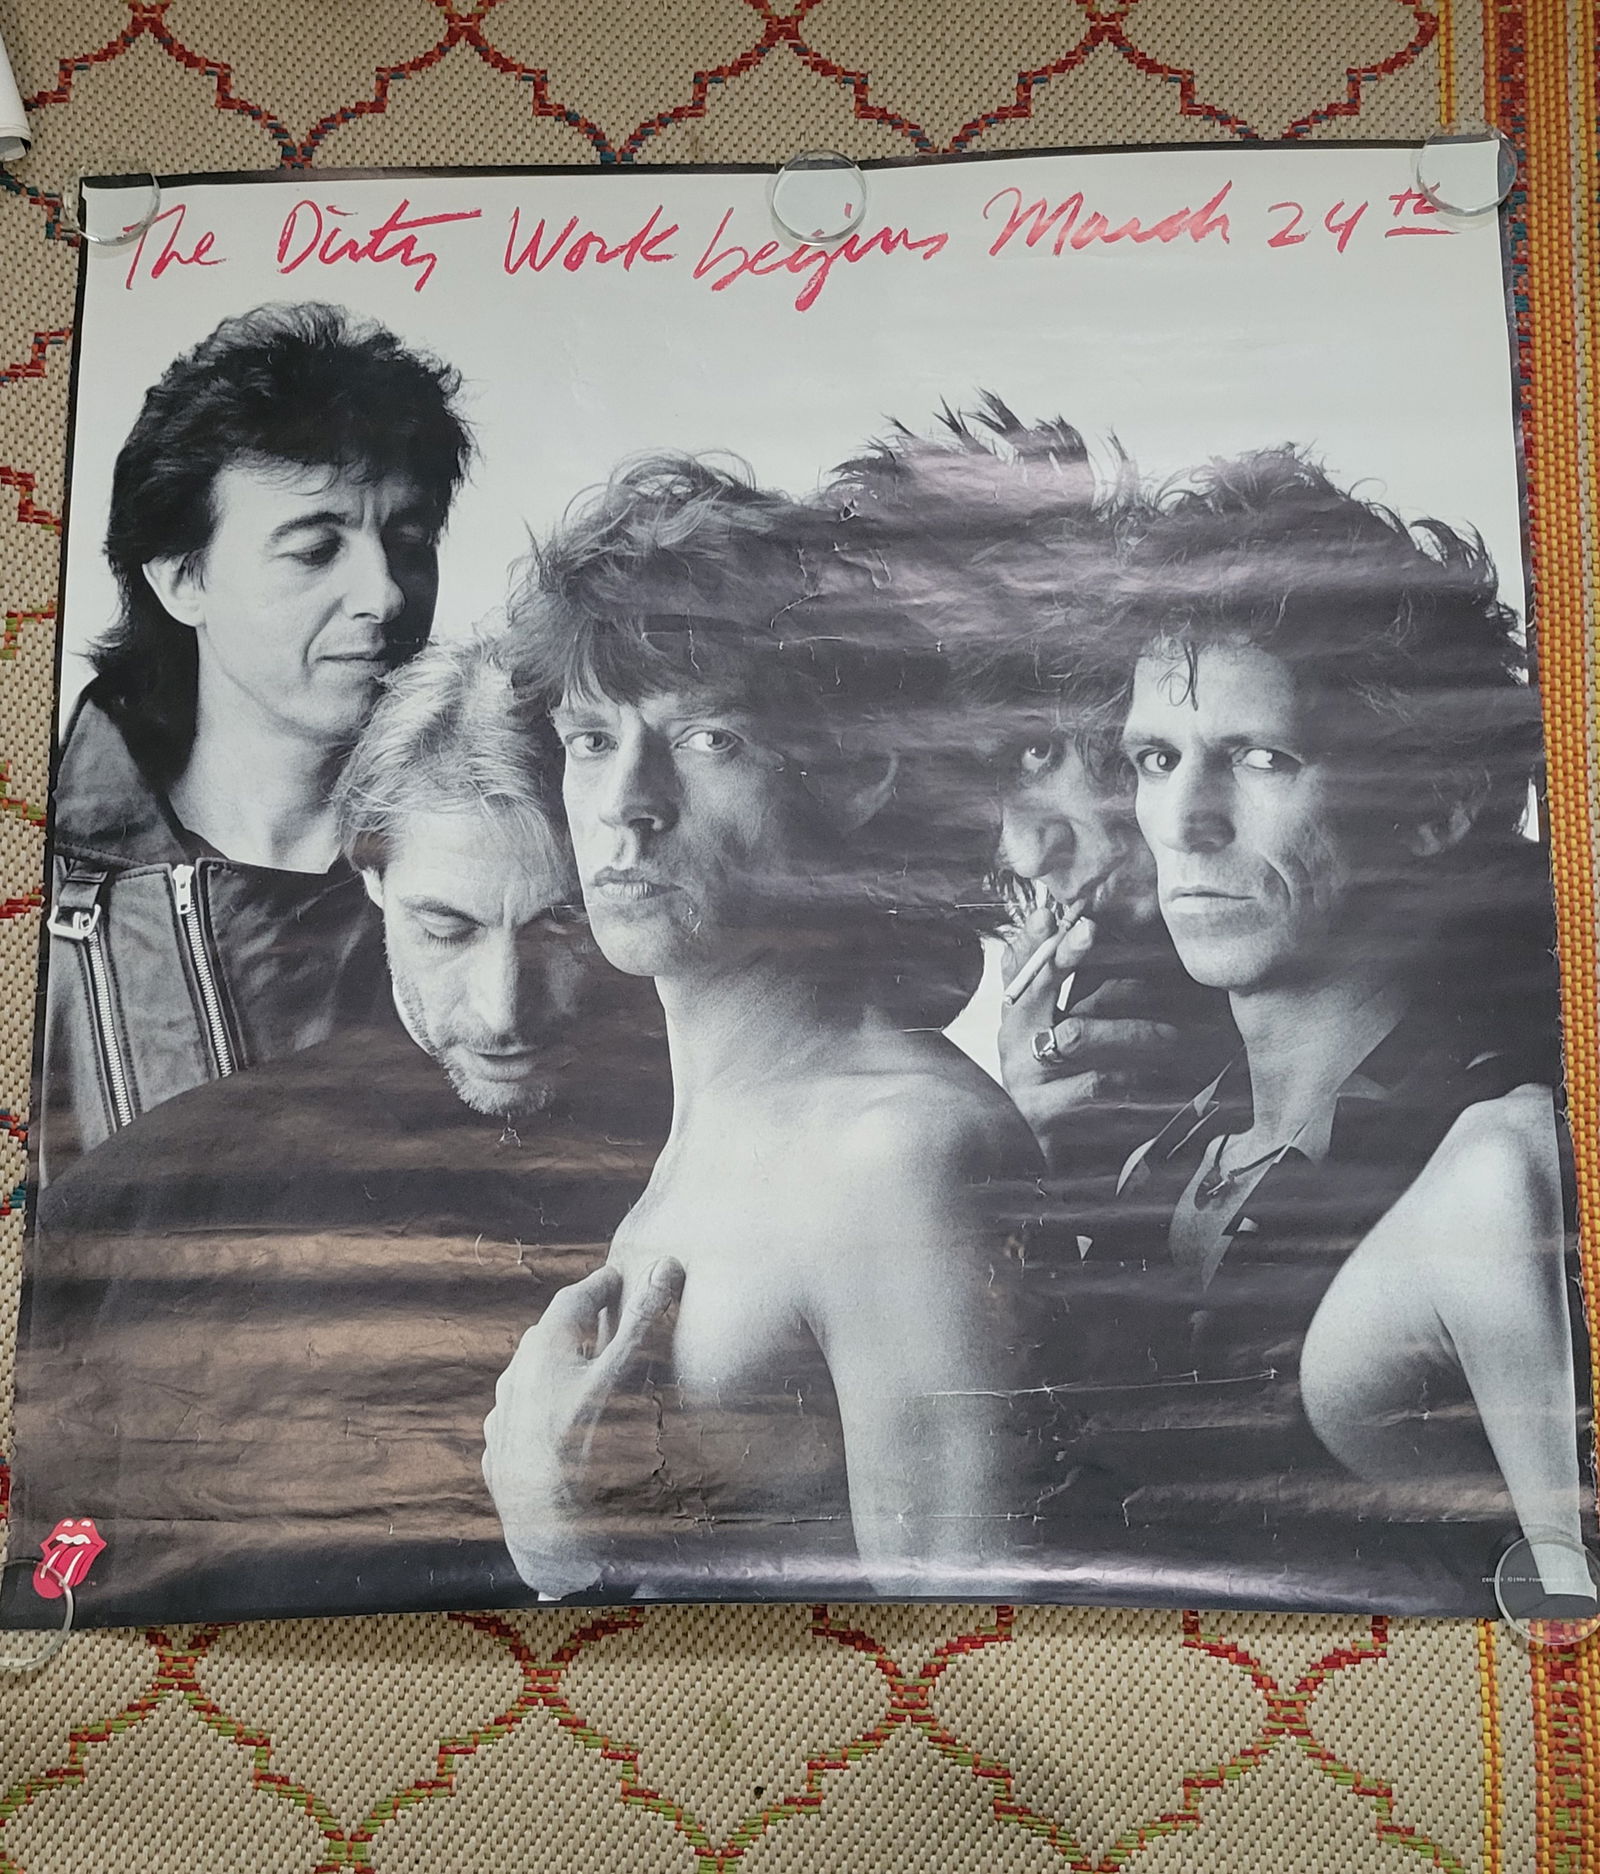 The Dirty Work begins March 24th